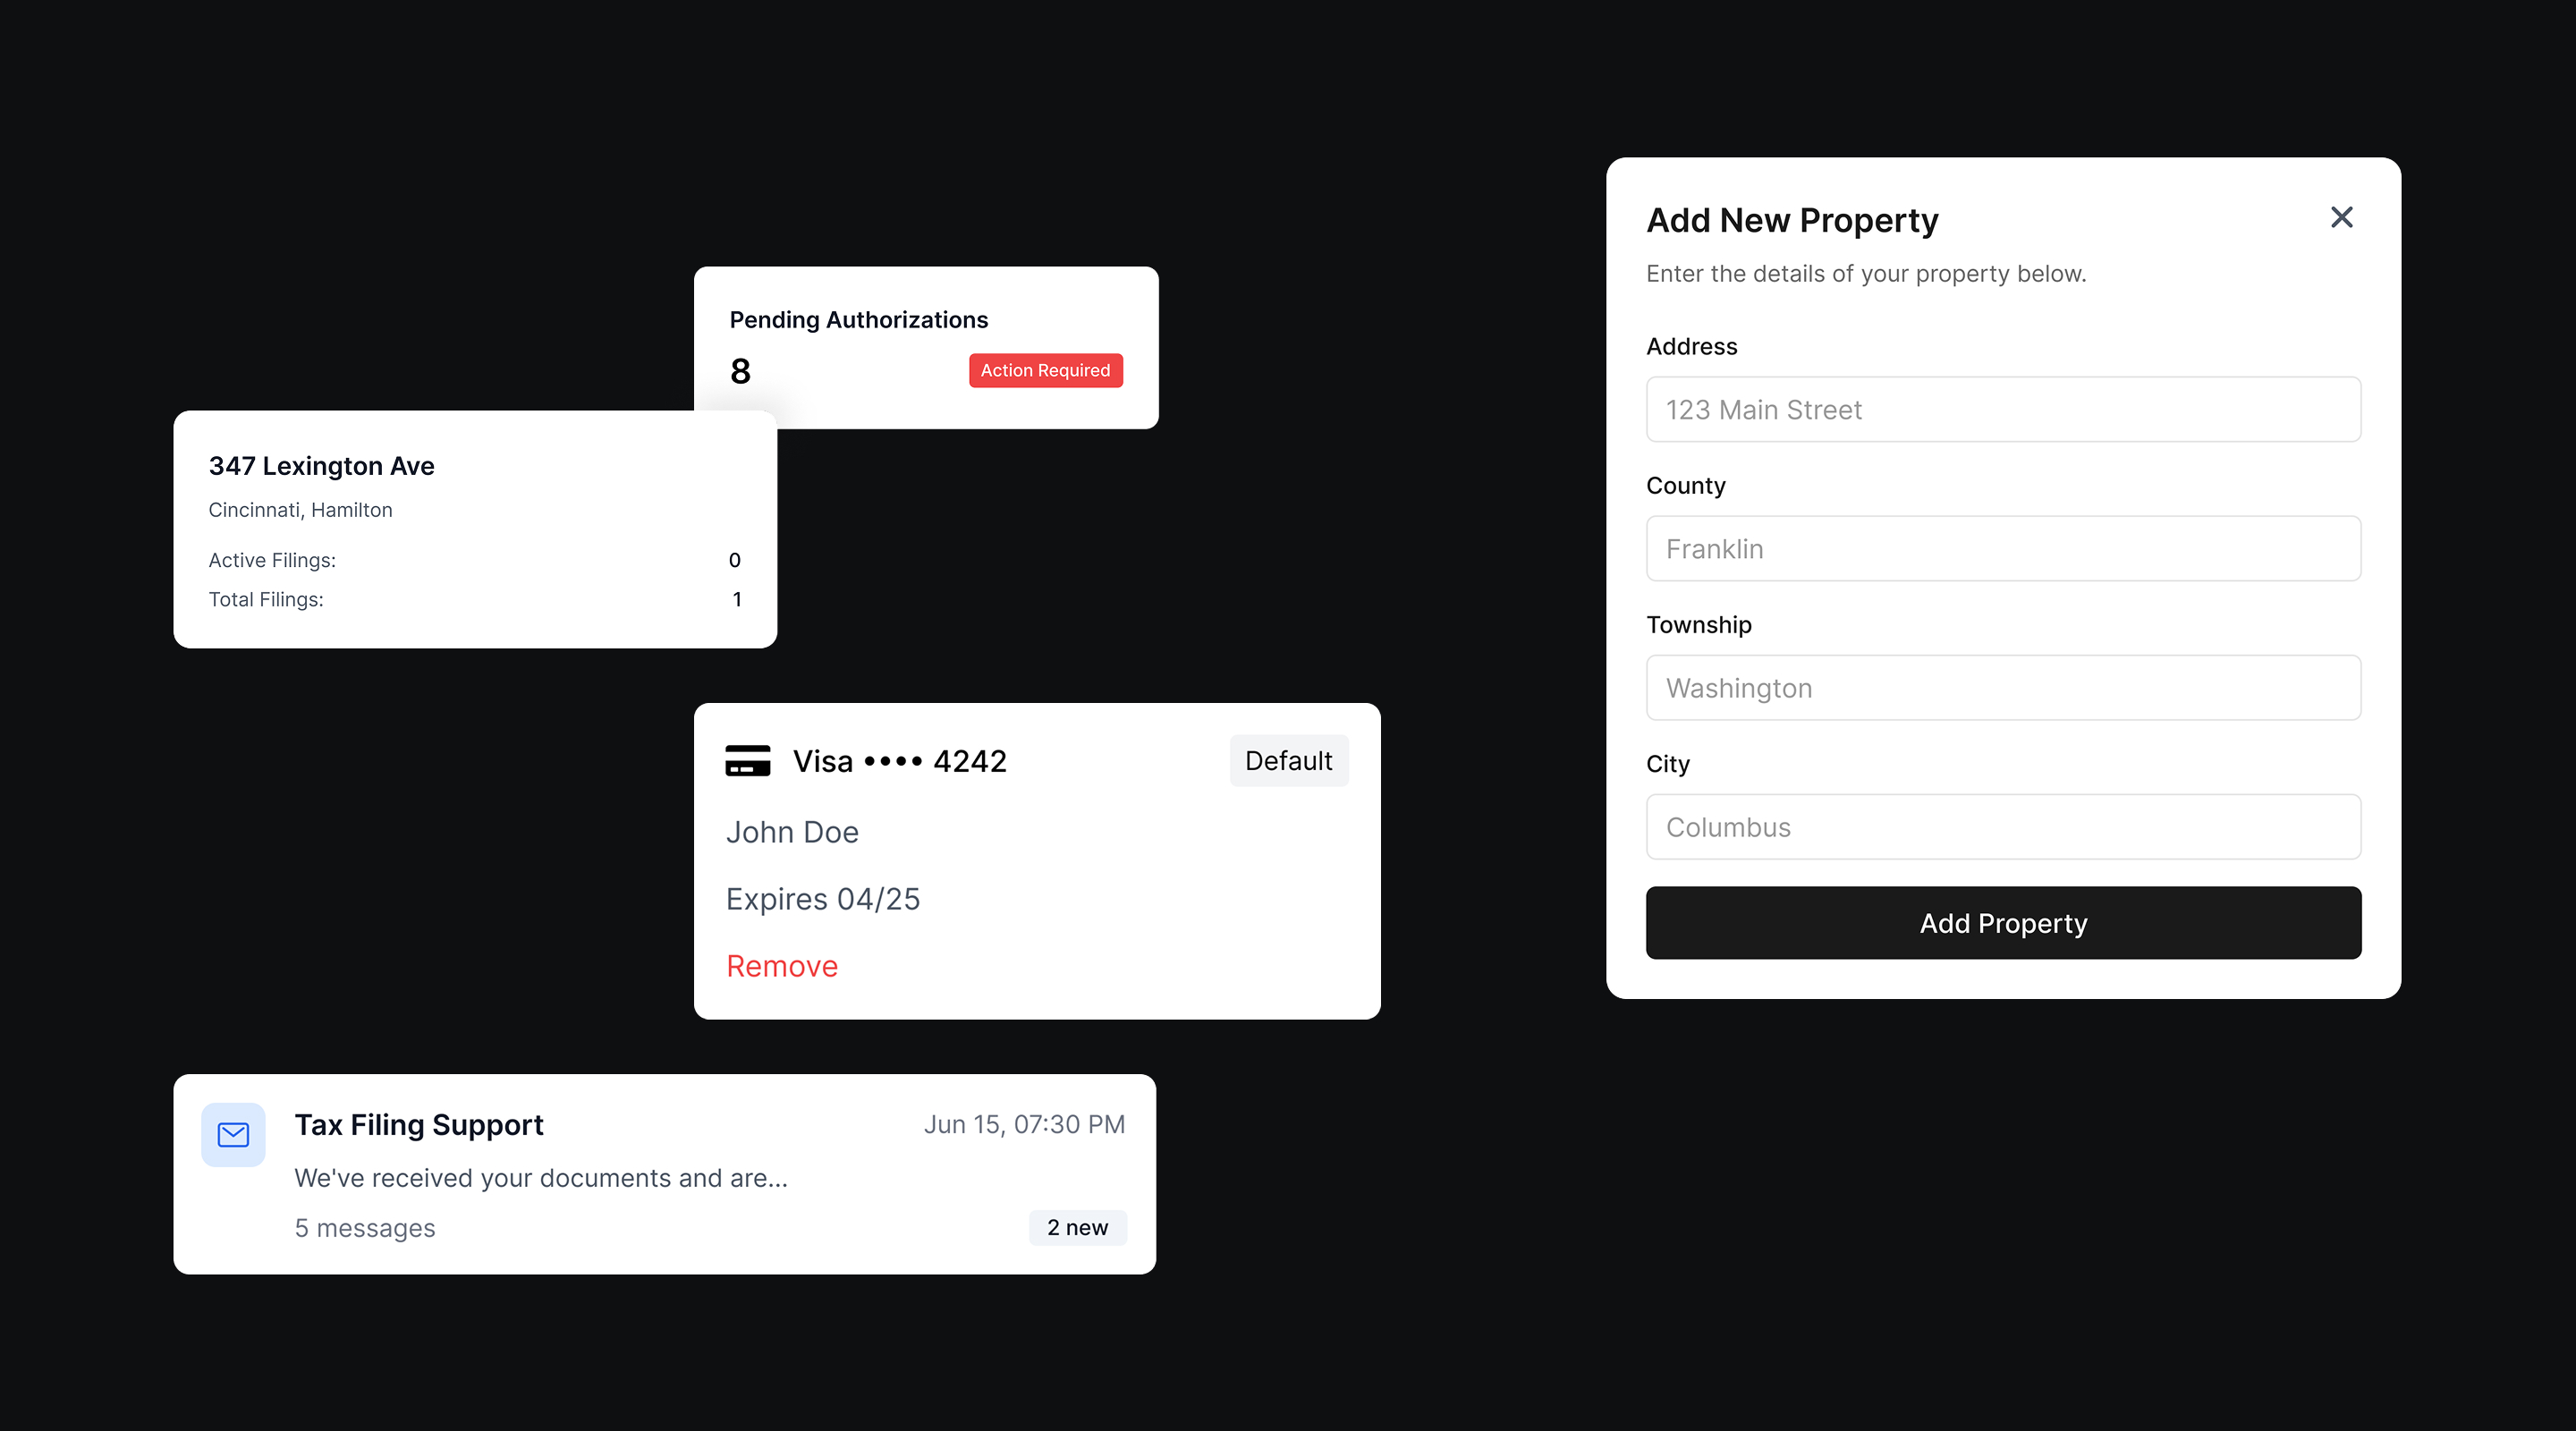 Pending Authorizations
8
Action Required
347 Lexington Ave
Cincinnati, Hamilton
Active Filings: 0
Total Filings: 1
Visa •••• 4242
Default
John Doe
Expires 04/25
Remove
Tax Filing Support
Jun 15, 07:30 PM
We've received your documents and are...
5 messages
2 new
Add New Property
Enter the details of your property below.
Address
123 Main Street
County
Franklin
Township
Washington
City
Columbus
Add Property